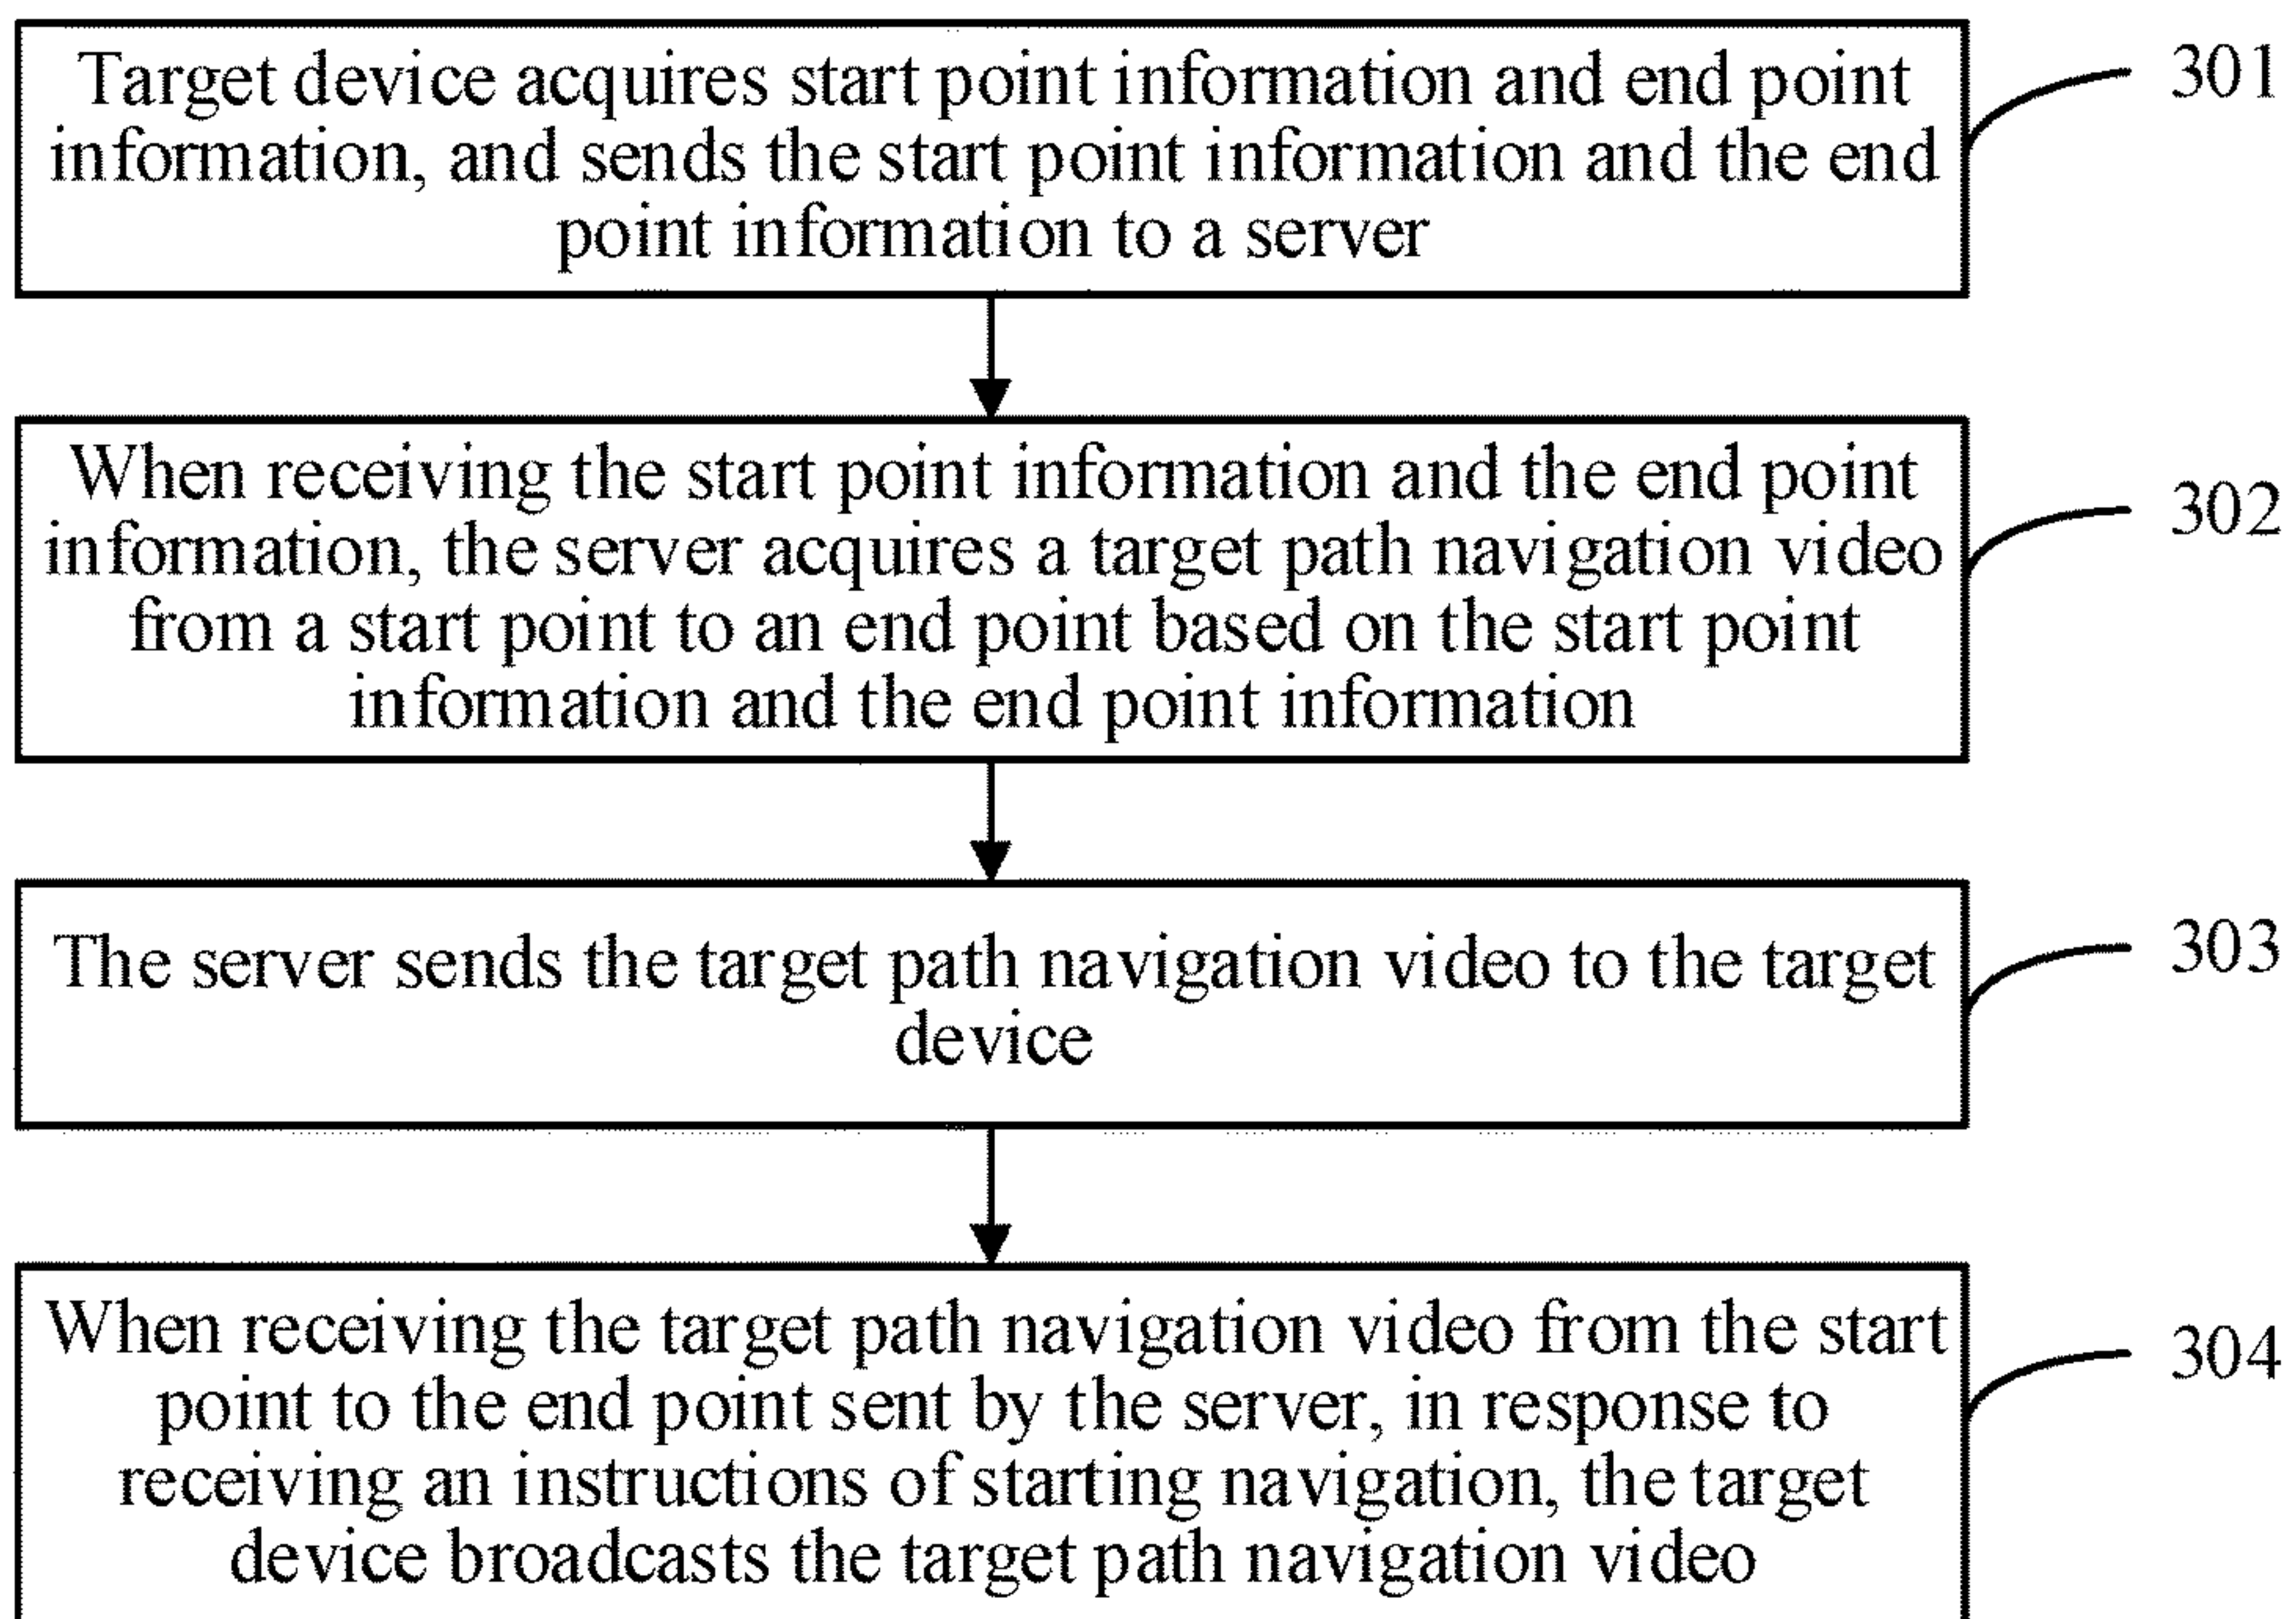 Target device acquires start point information and end point
information, and sends the start point information and the end
point information to a server
301
When receiving the start point information and the end point
information, the server acquires a target path navigation video
from a start point to an end point based on the start point
information and the end point information
302
The server sends the target path navigation video to the target
device
303
When receiving the target path navigation video from the start
point to the end point sent by the server, in response to
receiving an instructions of starting navigation, the target
device broadcasts the target path navigation video
304